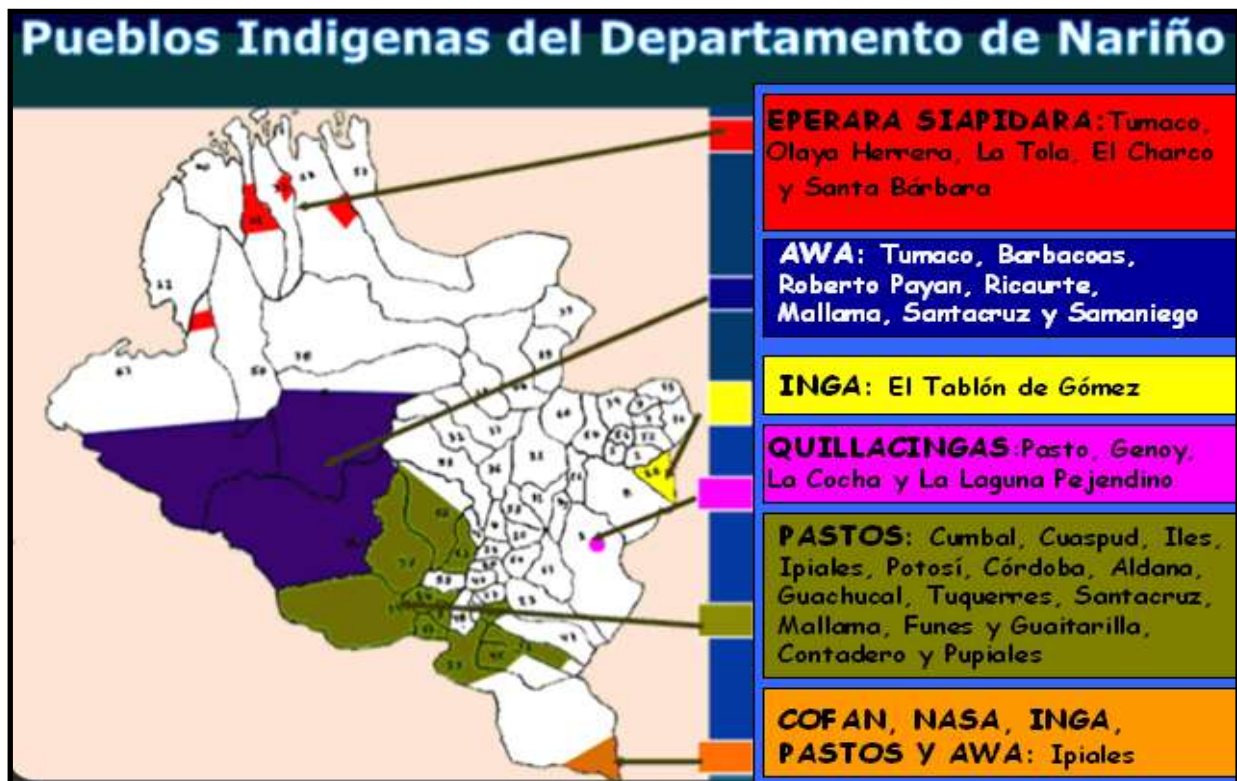 Pueblos Indigenas del Departamento de Nariño
EPERARA SIAPIDARA: Tumaco,
Olaya Herrera, La Tola, El Charco
y Santa Bárbara
AWA: Tumaco, Barbacoas,
Roberto Payan, Ricaurte,
Mallama, Santacruz y Samaniego
INGA: El Tablón de Gómez
QUILLACINGAS:Pasto, Genoy,
La Cocha y La Laguna Pejendino
PASTOS: Cumbal, Cuaspud, Iles,
Ipiales, Potosí, Córdoba, Aldana,
Guachucal, Tuquerres, Santacruz,
Mallama, Funes y Guaitarilla,
Contadero y Pupiales
COFAN, NASA, INGA,
PASTOS Y AWA: Ipiales